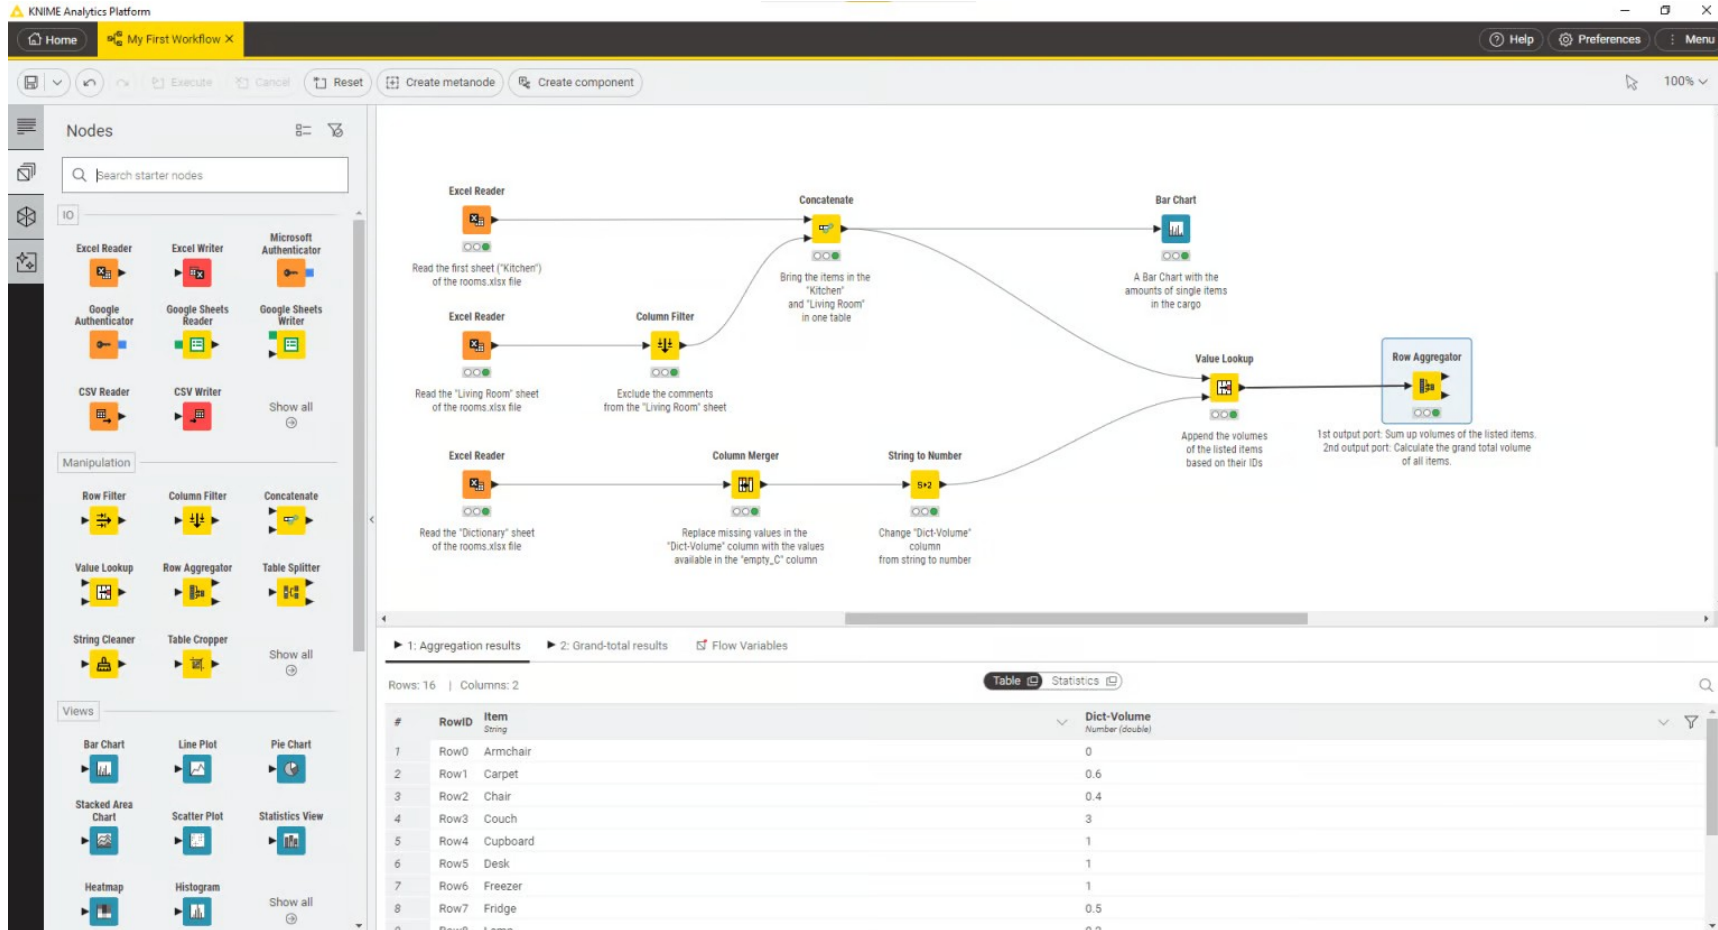 KNIME Analytics Platform
Home
My First Workflow
Help
Preferences
Menu
Execute
Cancel
Reset
Create metanode
Create component
100%
Nodes
Search starter nodes
IO
Excel Reader
Excel Writer
Microsoft
Authenticator
Google
Authenticator
Google Sheets
Reader
Google Sheets
Writer
CSV Reader
CSV Writer
Show all
Manipulation
Row Filter
Column Filter
Concatenate
Value Lookup
Row Aggregator
Table Splitter
String Cleaner
Table Cropper
Show all
Views
Bar Chart
Line Plot
Pie Chart
Stacked Area
Chart
Scatter Plot
Statistics View
Heatmap
Histogram
Show all
Excel Reader
Read the first sheet ("Kitchen")
of the rooms.xlsx file
Concatenate
Bring the items in the
"Kitchen"
and "Living Room"
in one table
Bar Chart
A Bar Chart with the
amounts of single items
in the cargo
Excel Reader
Read the "Living Room" sheet
of the rooms.xlsx file
Column Filter
Exclude the comments
from the "Living Room" sheet
Value Lookup
Append the volumes
of the listed items
based on their IDs
Row Aggregator
1st output port: Sum up volumes of the listed items.
2nd output port: Calculate the grand total volume
of all items.
Excel Reader
Read the "Dictionary" sheet
of the rooms.xlsx file
Column Merger
Replace missing values in the
"Dict-Volume" column with the values
available in the "empty_C" column
String to Number
S+2
Change "Dict-Volume"
column
from string to number
1: Aggregation results
2: Grand-total results
Flow Variables
Rows: 16 | Columns: 2
Table
Statistics
# RowID Item Dict-Volume
String Number (double)
1 Row0 Armchair 0
2 Row1 Carpet 0.6
3 Row2 Chair 0.4
4 Row3 Couch 3
5 Row4 Cupboard 1
6 Row5 Desk 1
7 Row6 Freezer 1
8 Row7 Fridge 0.5